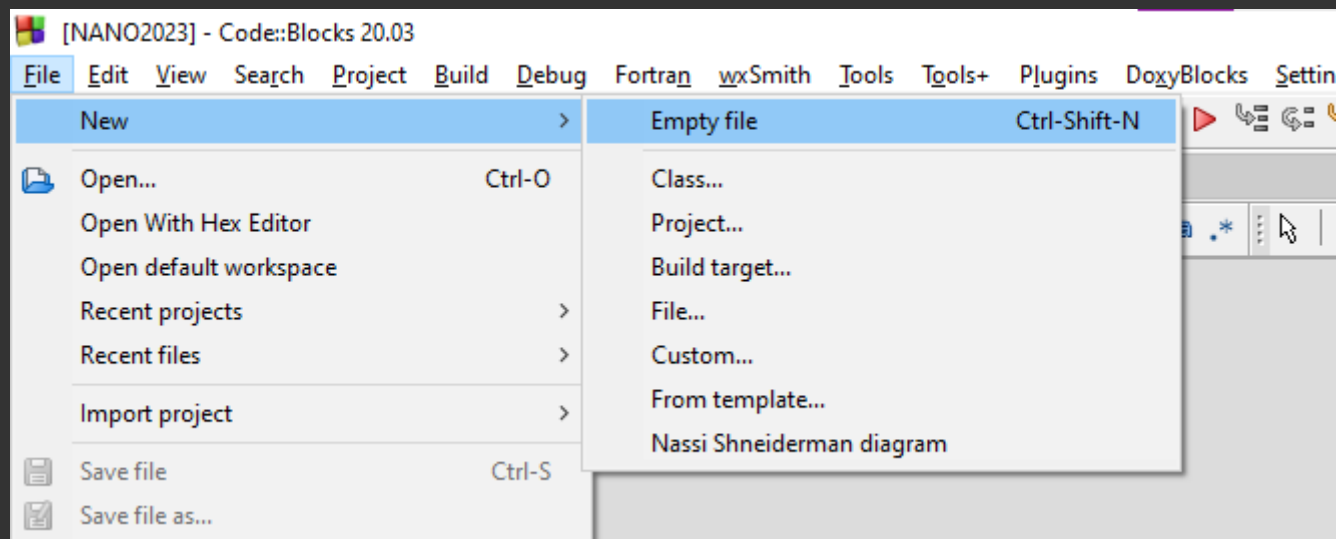 [NANO2023] - Code::Blocks 20.03
File Edit View Search Project Build Debug Fortran wxSmith Tools Tools+ Plugins DoxyBlocks Settin
New > Empty file Ctrl-Shift-N
Open... Ctrl-O Class...
Open With Hex Editor Project...
.*
Open default workspace Build target...
Recent projects > File...
Recent files > Custom...
From template...
Import project >
Nassi Shneiderman diagram
Save file Ctrl-S
Save file as...